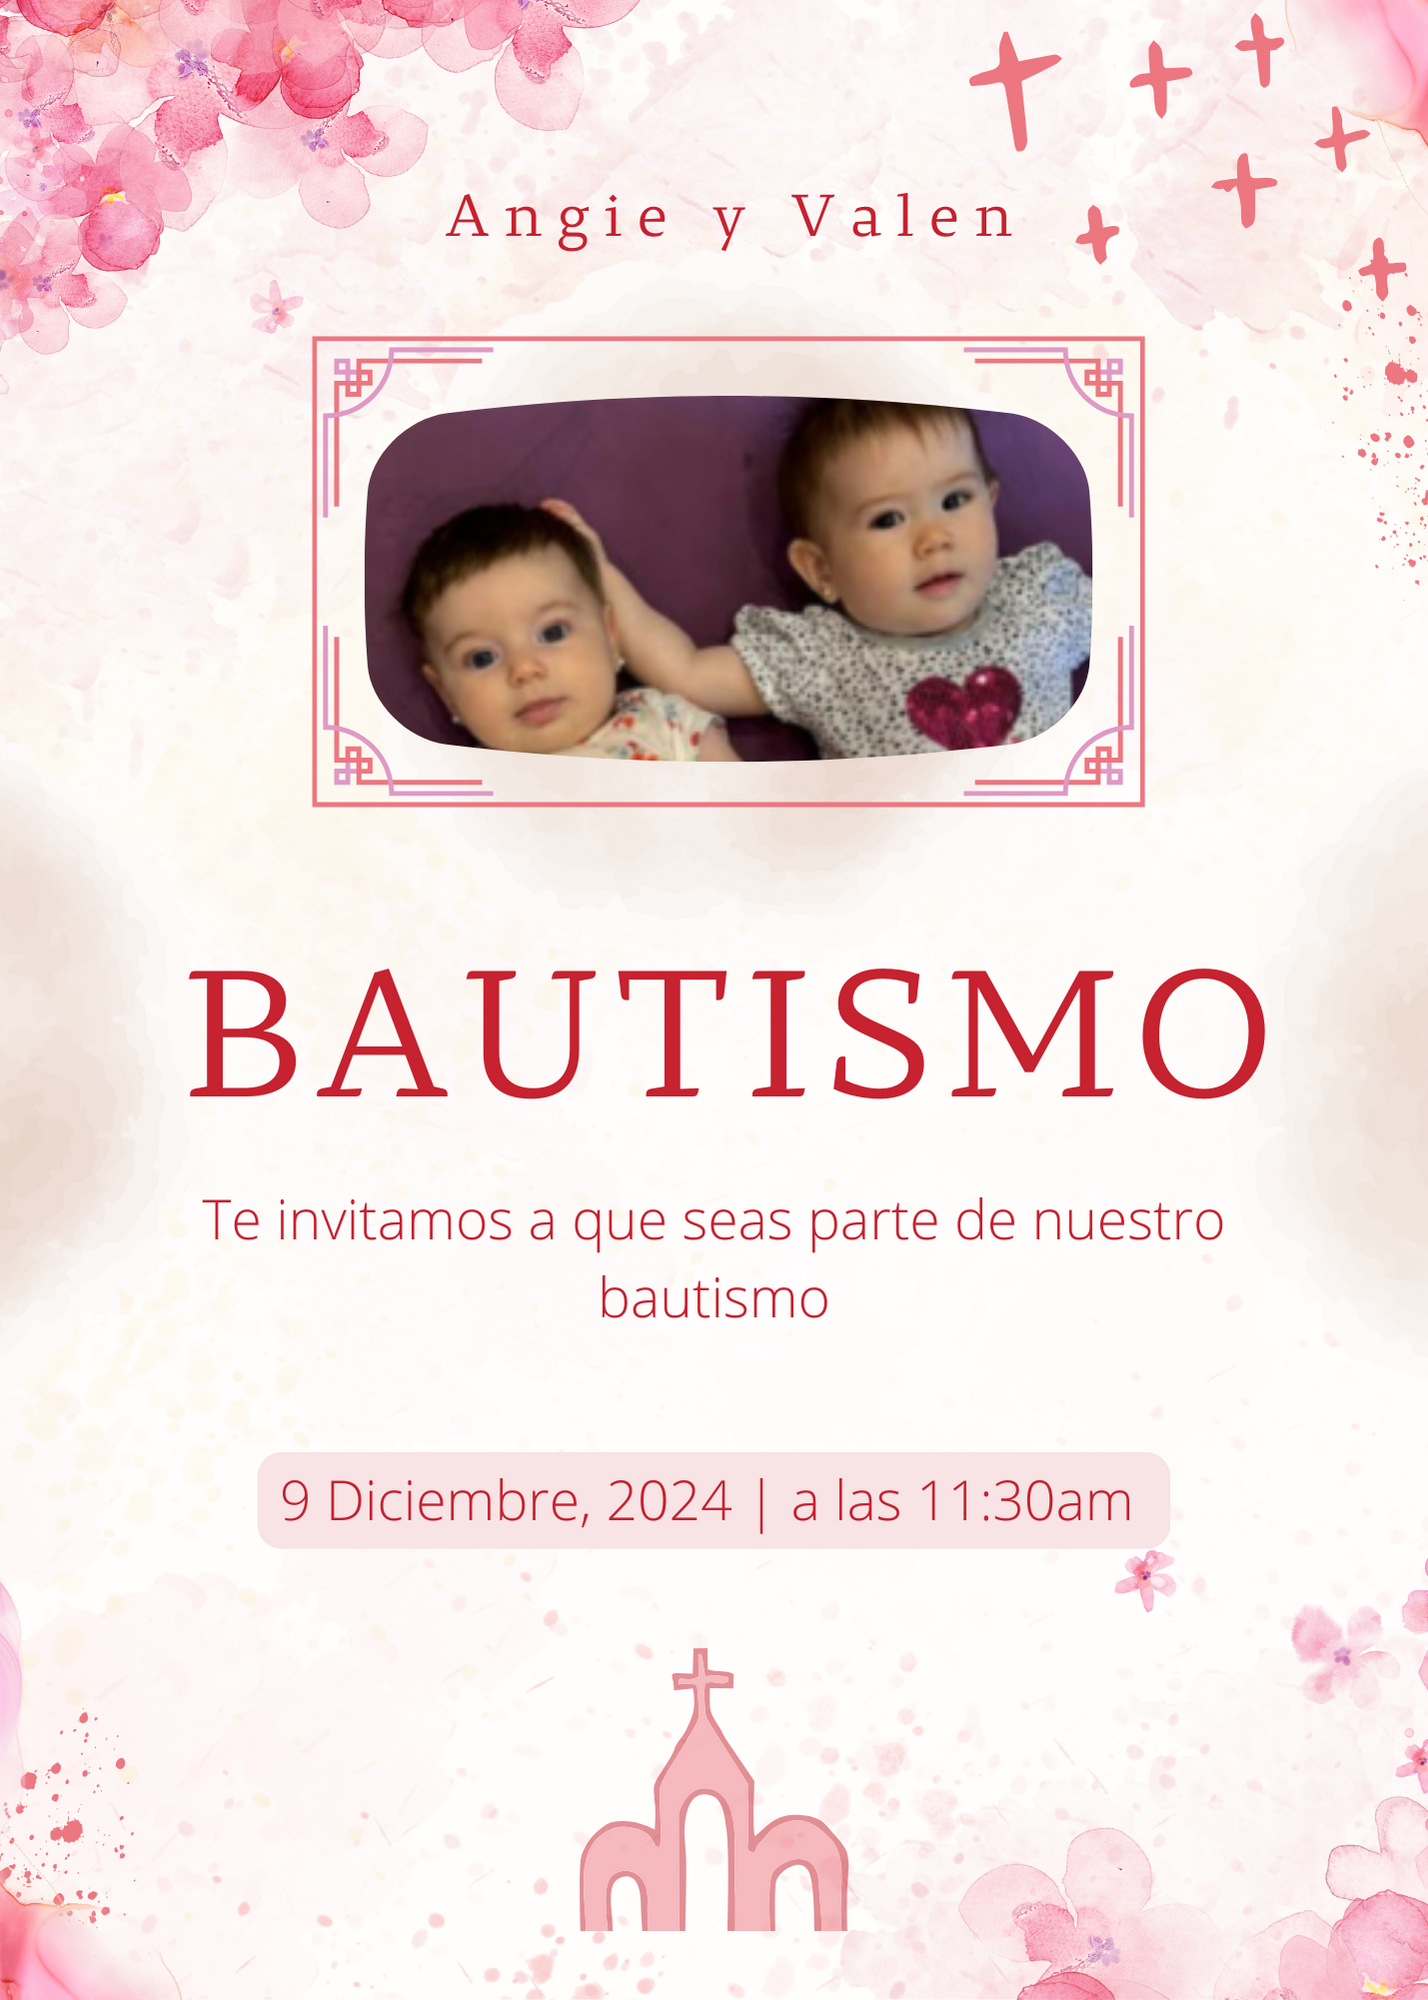 Angie y Valen
BAUTISMO
Te invitamos a que seas parte de nuestro
bautismo
9 Diciembre, 2024 | a las 11:30am